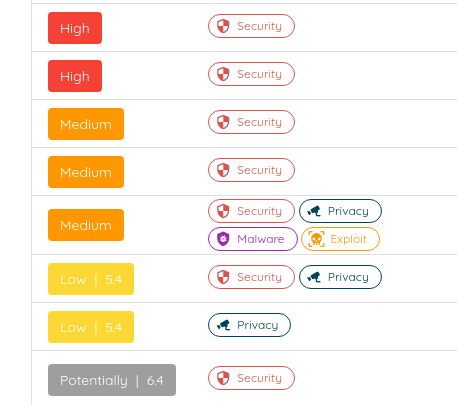 High Security
High Security
Medium Security
Medium Security
Medium Security Privacy
Malware Exploit
Low | 5.4 Security Privacy
Low | 5.4 Privacy
Potentially | 6.4 Security